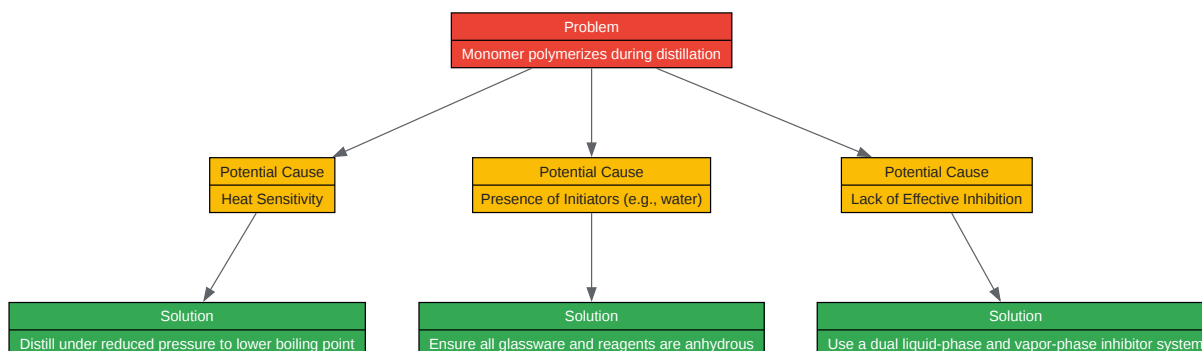 Problem
Monomer polymerizes during distillation
Potential Cause
Heat Sensitivity
Potential Cause
Presence of Initiators (e.g., water)
Potential Cause
Lack of Effective Inhibition
Solution
Distill under reduced pressure to lower boiling point
Solution
Ensure all glassware and reagents are anhydrous
Solution
Use a dual liquid-phase and vapor-phase inhibitor system